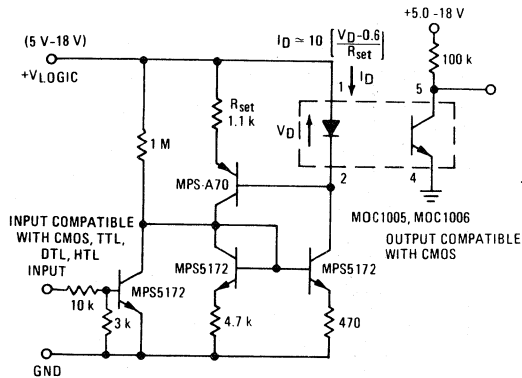 (5 V-18 V)
+VLOGIC
ID ≃ 10 [VD-0.6 / Rset]
+5.0 -18 V
100 k
1
ID
5
Rset
1.1 k
1 M
VD
MPS-A70
2
4
MOC1005, MOC1006
OUTPUT COMPATIBLE
WITH CMOS
INPUT COMPATIBLE
WITH CMOS, TTL,
DTL, HTL
INPUT
MPS5172
MPS5172
MPS5172
10 k
3 k
4.7 k
470
GND